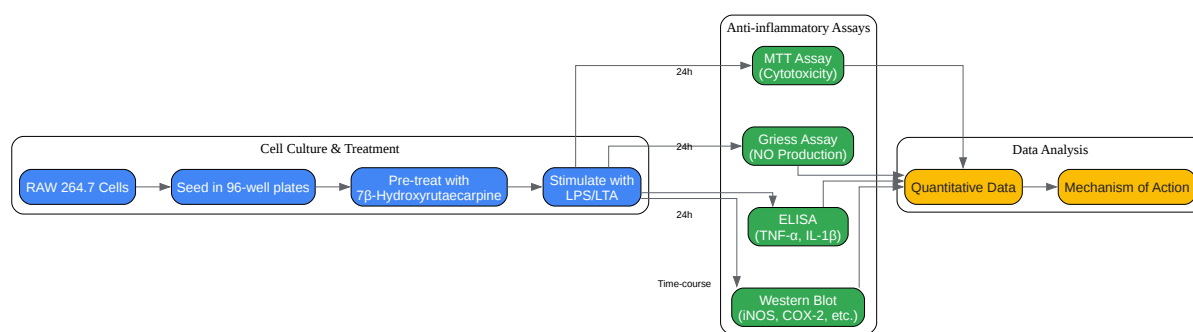 Anti-inflammatory Assays
MTT Assay
(Cytotoxicity)
24h
Griess Assay
(NO Production)
24h
Cell Culture & Treatment
RAW 264.7 Cells
Seed in 96-well plates
Pre-treat with
7β-Hydroxyrutaecarpine
Stimulate with
LPS/LTA
24h
ELISA
(TNF-α, IL-1β)
Time-course
Western Blot
(iNOS, COX-2, etc.)
Data Analysis
Quantitative Data
Mechanism of Action